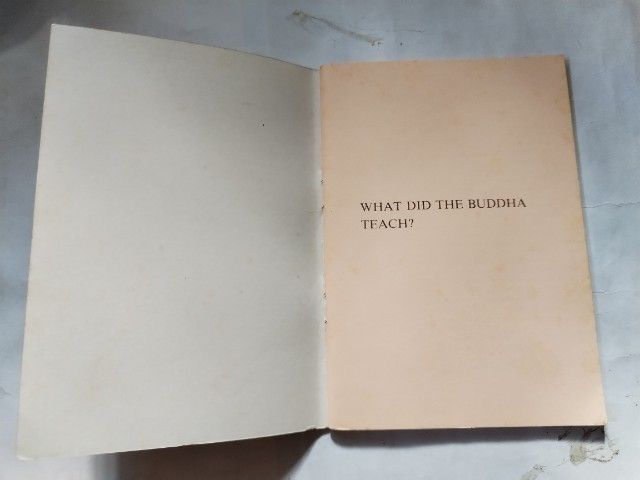 WHAT DID THE BUDDHA
TEACH?